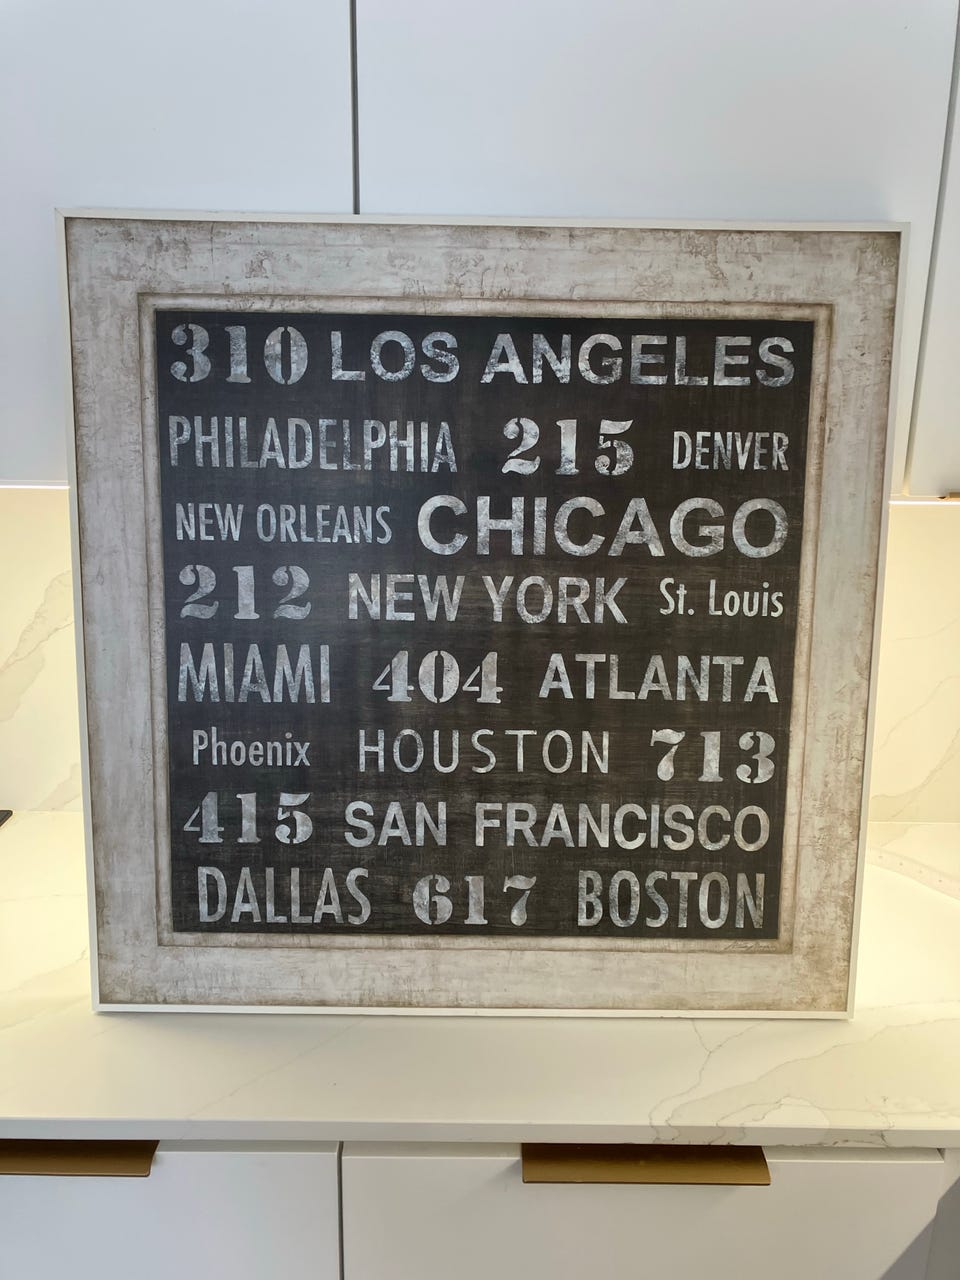 310 LOS ANGELES
PHILADELPHIA 215 DENVER
NEW ORLEANS CHICAGO
212 NEW YORK St. Louis
MIAMI 404 ATLANTA
Phoenix HOUSTON 713
415 SAN FRANCISCO
DALLAS 617 BOSTON